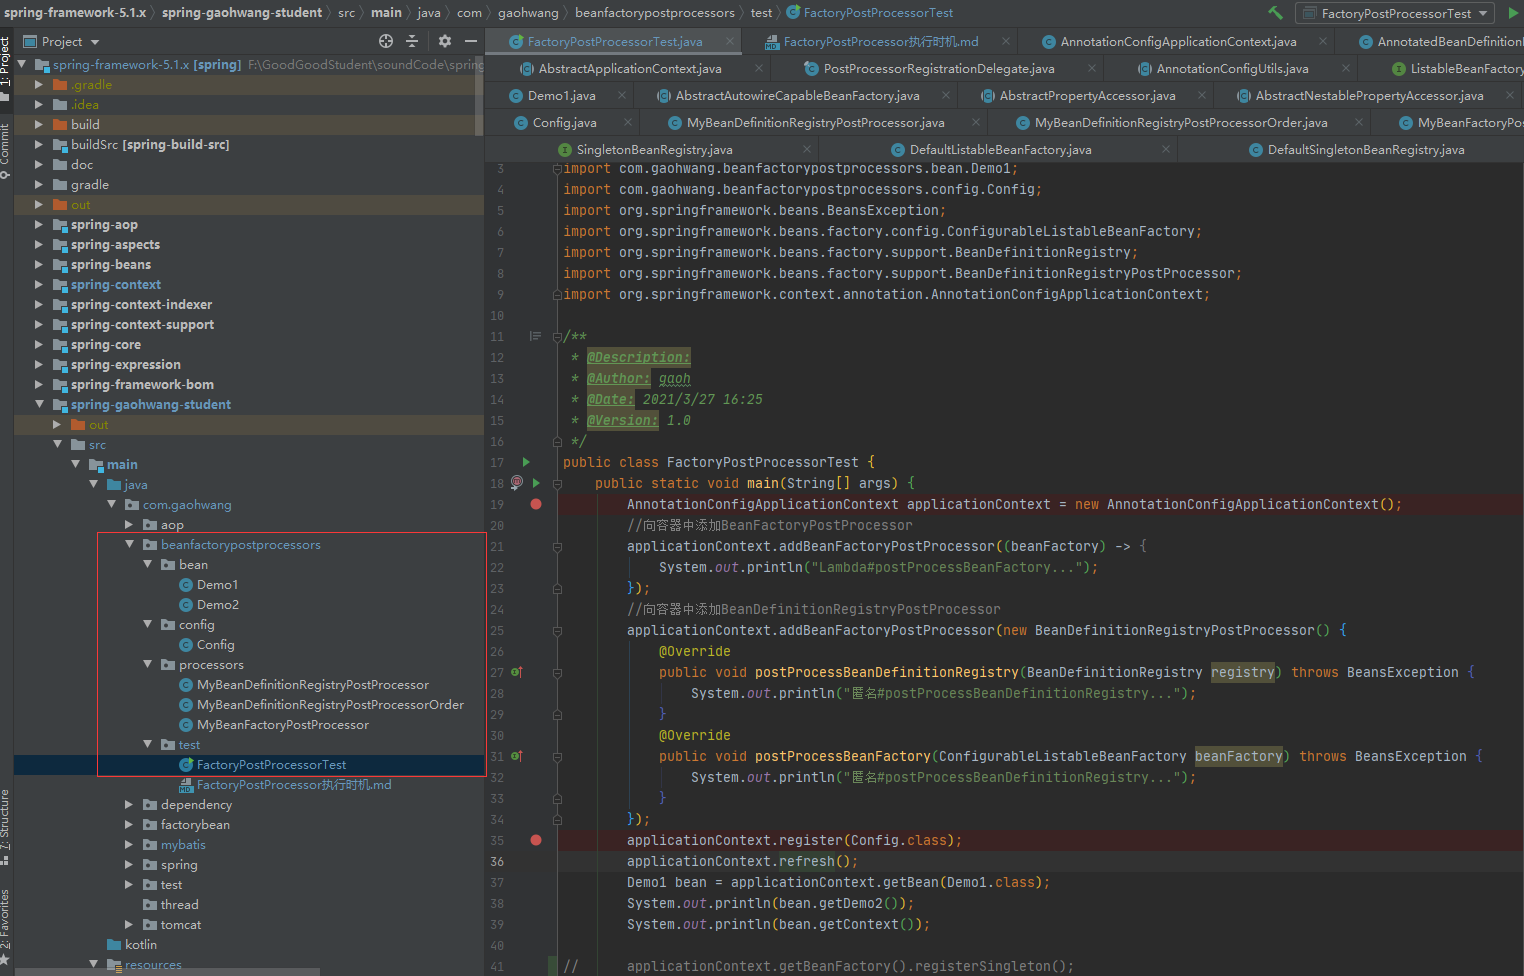 spring-framework-5.1.x 〉 spring-gaohwang-student 〉 src 〉 main 〉 java 〉 com 〉 gaohwang 〉 beanfactorypostprocessors 〉 test 〉 FactoryPostProcessorTest
FactoryPostProcessorTest
1: Project
Commit
7: Structure
2: Favorites
Project
spring-framework-5.1.x [spring] F:\GoodGoodStudent\soundCode\spring
.gradle
.idea
build
buildSrc [spring-build-src]
doc
gradle
out
spring-aop
spring-aspects
spring-beans
spring-context
spring-context-indexer
spring-context-support
spring-core
spring-expression
spring-framework-bom
spring-gaohwang-student
out
src
main
java
com.gaohwang
aop
beanfactorypostprocessors
bean
Demo1
Demo2
config
Config
processors
MyBeanDefinitionRegistryPostProcessor
MyBeanDefinitionRegistryPostProcessorOrder
MyBeanFactoryPostProcessor
test
FactoryPostProcessorTest
FactoryPostProcessor执行时机.md
dependency
factorybean
mybatis
spring
test
thread
tomcat
kotlin
resources
FactoryPostProcessorTest.java FactoryPostProcessor执行时机.md AnnotationConfigApplicationContext.java AnnotatedBeanDefinition
AbstractApplicationContext.java PostProcessorRegistrationDelegate.java AnnotationConfigUtils.java ListableBeanFactory
Demo1.java AbstractAutowireCapableBeanFactory.java AbstractPropertyAccessor.java AbstractNestablePropertyAccessor.java
Config.java MyBeanDefinitionRegistryPostProcessor.java MyBeanDefinitionRegistryPostProcessorOrder.java MyBeanFactoryPos
SingletonBeanRegistry.java DefaultListableBeanFactory.java DefaultSingletonBeanRegistry.java
3 import com.gaohwang.beanfactorypostprocessors.bean.Demo1;
4 import com.gaohwang.beanfactorypostprocessors.config.Config;
5 import org.springframework.beans.BeansException;
6 import org.springframework.beans.factory.config.ConfigurableListableBeanFactory;
7 import org.springframework.beans.factory.support.BeanDefinitionRegistry;
8 import org.springframework.beans.factory.support.BeanDefinitionRegistryPostProcessor;
9 import org.springframework.context.annotation.AnnotationConfigApplicationContext;
10
11 /**
12 * @Description:
13 * @Author: gaoh
14 * @Date: 2021/3/27 16:25
15 * @Version: 1.0
16 */
17 public class FactoryPostProcessorTest {
18 public static void main(String[] args) {
19 AnnotationConfigApplicationContext applicationContext = new AnnotationConfigApplicationContext();
20 //向容器中添加BeanFactoryPostProcessor
21 applicationContext.addBeanFactoryPostProcessor((beanFactory) -> {
22 System.out.println("Lambda#postProcessBeanFactory...");
23 });
24 //向容器中添加BeanDefinitionRegistryPostProcessor
25 applicationContext.addBeanFactoryPostProcessor(new BeanDefinitionRegistryPostProcessor() {
26 @Override
27 public void postProcessBeanDefinitionRegistry(BeanDefinitionRegistry registry) throws BeansException {
28 System.out.println("匿名#postProcessBeanDefinitionRegistry...");
29 }
30 @Override
31 public void postProcessBeanFactory(ConfigurableListableBeanFactory beanFactory) throws BeansException {
32 System.out.println("匿名#postProcessBeanDefinitionRegistry...");
33 }
34 });
35 applicationContext.register(Config.class);
36 applicationContext.refresh();
37 Demo1 bean = applicationContext.getBean(Demo1.class);
38 System.out.println(bean.getDemo2());
39 System.out.println(bean.getContext());
40
41 // applicationContext.getBeanFactory().registerSingleton();